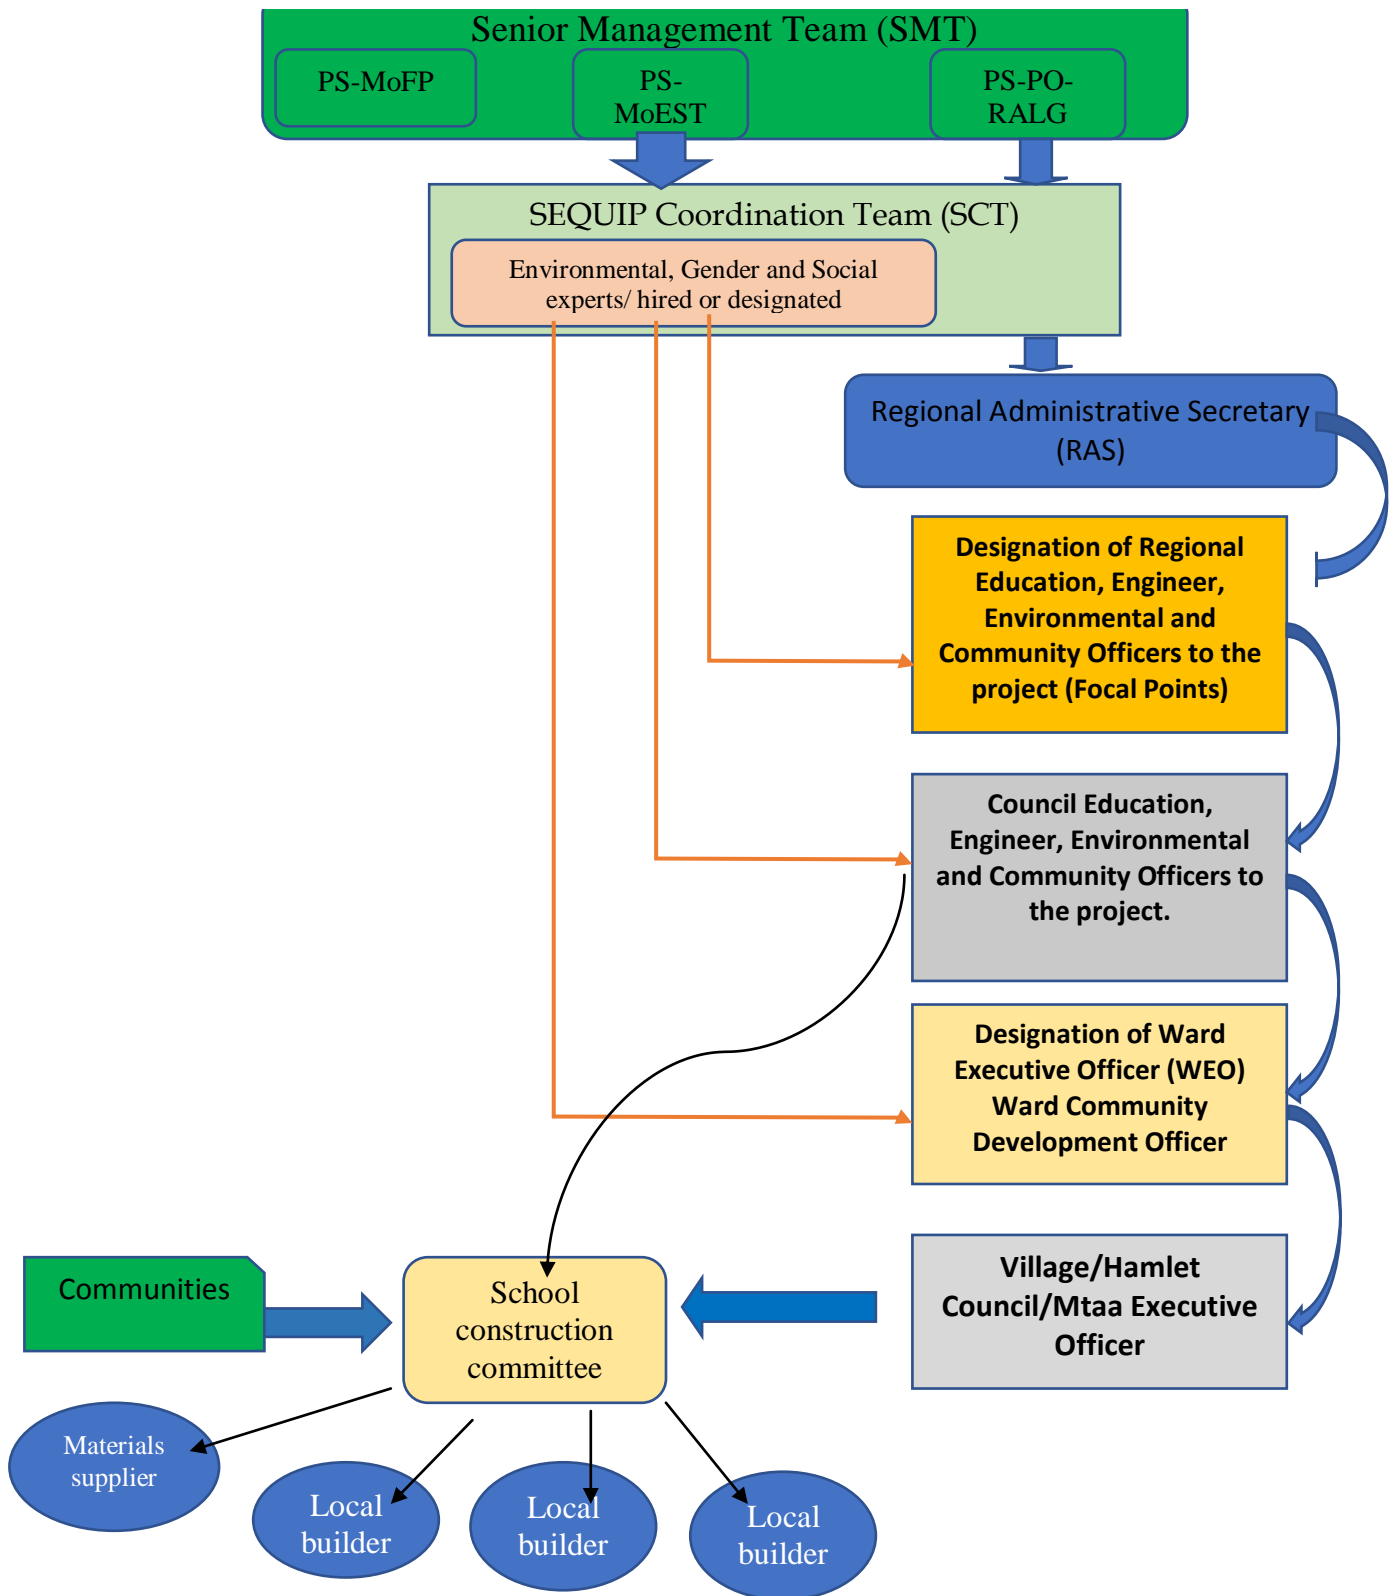 Senior Management Team (SMT)
PS-MoFP
PS-
MoEST
PS-PO-
RALG
SEQUIP Coordination Team (SCT)
Environmental, Gender and Social
experts/ hired or designated
Regional Administrative Secretary
(RAS)
Designation of Regional
Education, Engineer,
Environmental and
Community Officers to the
project (Focal Points)
Council Education,
Engineer, Environmental
and Community Officers to
the project.
Designation of Ward
Executive Officer (WEO)
Ward Community
Development Officer
Village/Hamlet
Council/Mtaa Executive
Officer
Communities
School
construction
committee
Materials
supplier
Local
builder
Local
builder
Local
builder